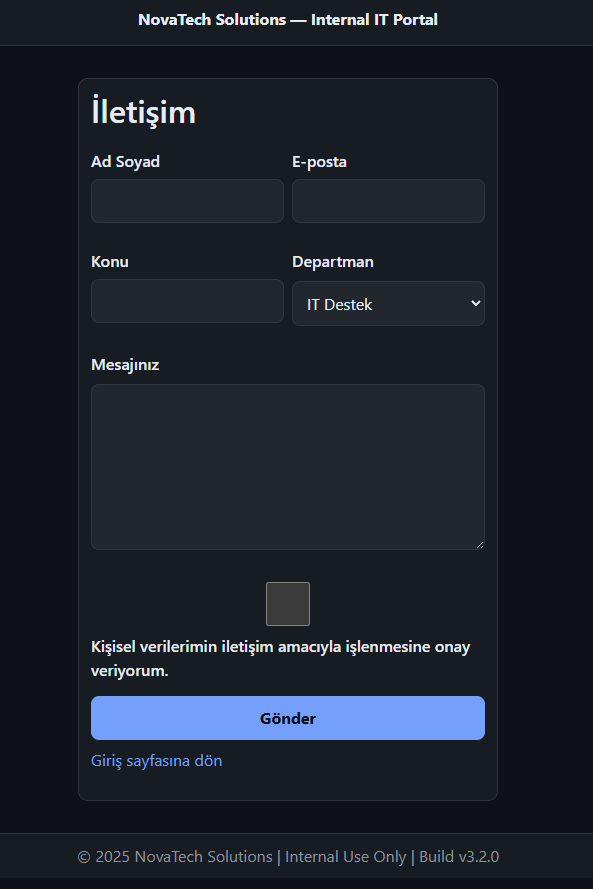 NovaTech Solutions — Internal IT Portal
İletişim
Ad Soyad
E-posta
Konu
Departman
IT Destek
Mesajınız
Kişisel verilerimin iletişim amacıyla işlenmesine onay
veriyorum.
Gönder
Giriş sayfasına dön
© 2025 NovaTech Solutions | Internal Use Only | Build v3.2.0